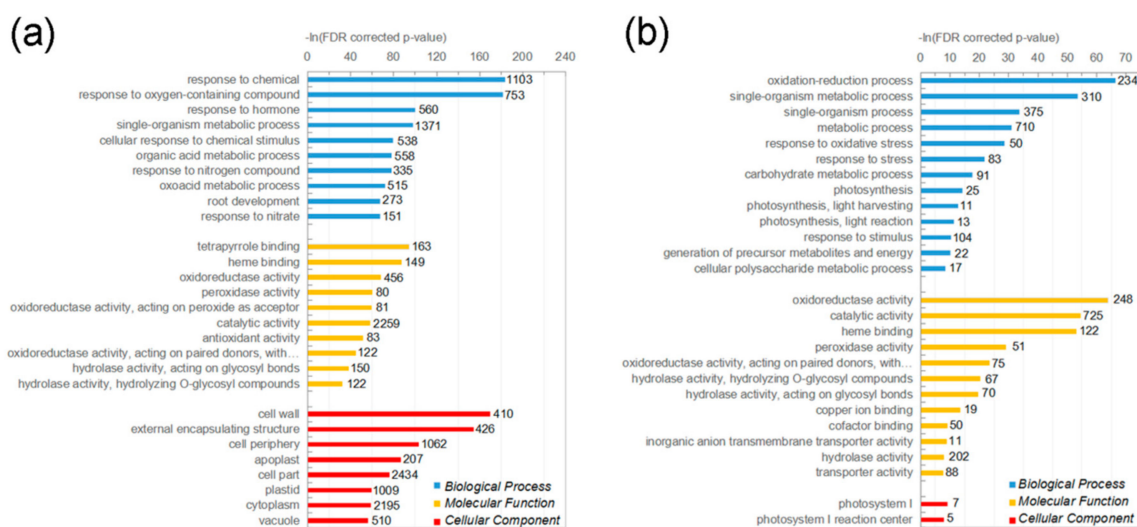 (a)
-ln(FDR corrected p-value)
0 40 80 120 160 200 240
response to chemical 1103
response to oxygen-containing compound 753
response to hormone 560
single-organism metabolic process 1371
cellular response to chemical stimulus 538
organic acid metabolic process 558
response to nitrogen compound 335
oxoacid metabolic process 515
root development 273
response to nitrate 151
tetrapyrrole binding 163
heme binding 149
oxidoreductase activity 456
peroxidase activity 80
oxidoreductase activity, acting on peroxide as acceptor 81
catalytic activity 2259
antioxidant activity 83
oxidoreductase activity, acting on paired donors, with... 122
hydrolase activity, acting on glycosyl bonds 150
hydrolase activity, hydrolyzing O-glycosyl compounds 122
cell wall 410
external encapsulating structure 426
cell periphery 1062
apoplast 207
cell part 2434
plastid 1009
cytoplasm 2195
vacuole 510
Biological Process
Molecular Function
Cellular Component
(b)
-ln(FDR corrected p-value)
0 10 20 30 40 50 60 70
oxidation-reduction process 234
single-organism metabolic process 310
single-organism process 375
metabolic process 710
response to oxidative stress 50
response to stress 83
carbohydrate metabolic process 91
photosynthesis 25
photosynthesis, light harvesting 11
photosynthesis, light reaction 13
response to stimulus 104
generation of precursor metabolites and energy 22
cellular polysaccharide metabolic process 17
oxidoreductase activity 248
catalytic activity 725
heme binding 122
peroxidase activity 51
oxidoreductase activity, acting on paired donors, with... 75
hydrolase activity, hydrolyzing O-glycosyl compounds 67
hydrolase activity, acting on glycosyl bonds 70
copper ion binding 19
cofactor binding 50
inorganic anion transmembrane transporter activity 11
hydrolase activity 202
transporter activity 88
photosystem I 7
photosystem I reaction center 5
Biological Process
Molecular Function
Cellular Component